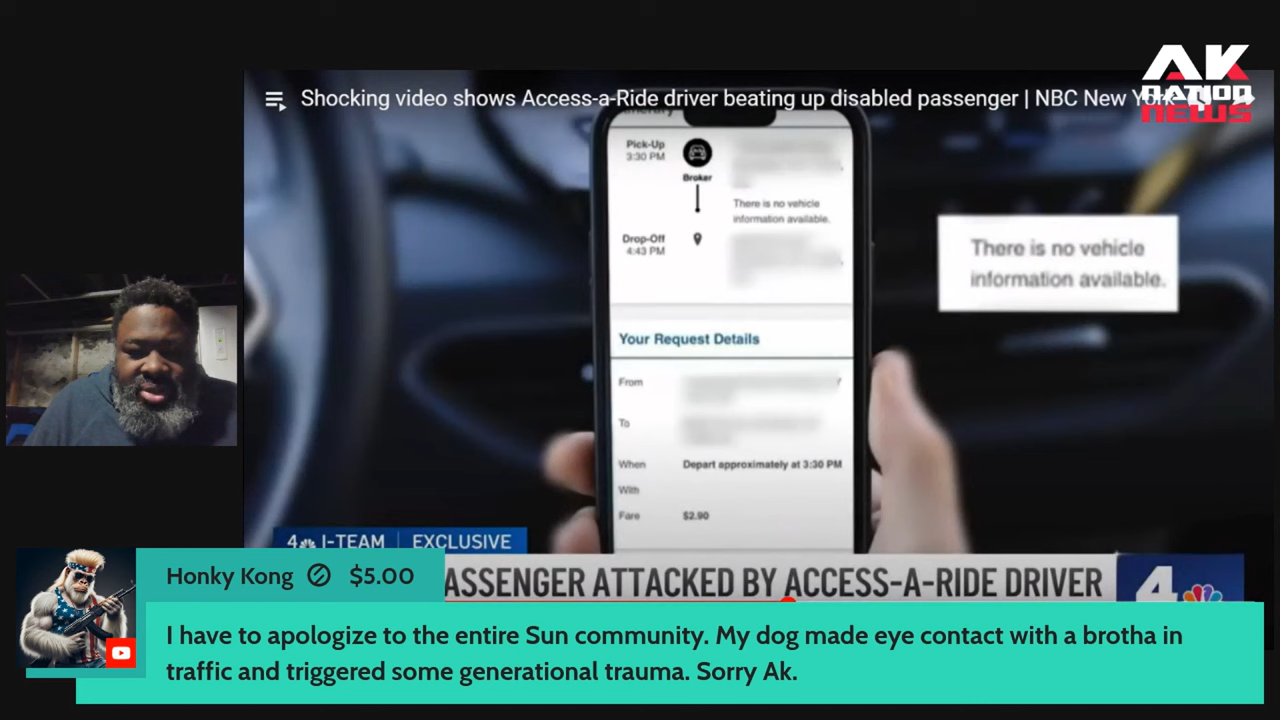 AK
NATION
NEWS
Shocking video shows Access-a-Ride driver beating up disabled passenger | NBC New York
Pick-Up
3:30 PM
Broker
There is no vehicle
information available.
Drop-Off
4:43 PM
There is no vehicle
information available.
Your Request Details
From
To
When Depart approximately at 3:30 PM
With
Fare $2.90
4 I-TEAM EXCLUSIVE
ASSENGER ATTACKED BY ACCESS-A-RIDE DRIVER
4
Honky Kong $5.00
I have to apologize to the entire Sun community. My dog made eye contact with a brotha in
traffic and triggered some generational trauma. Sorry Ak.